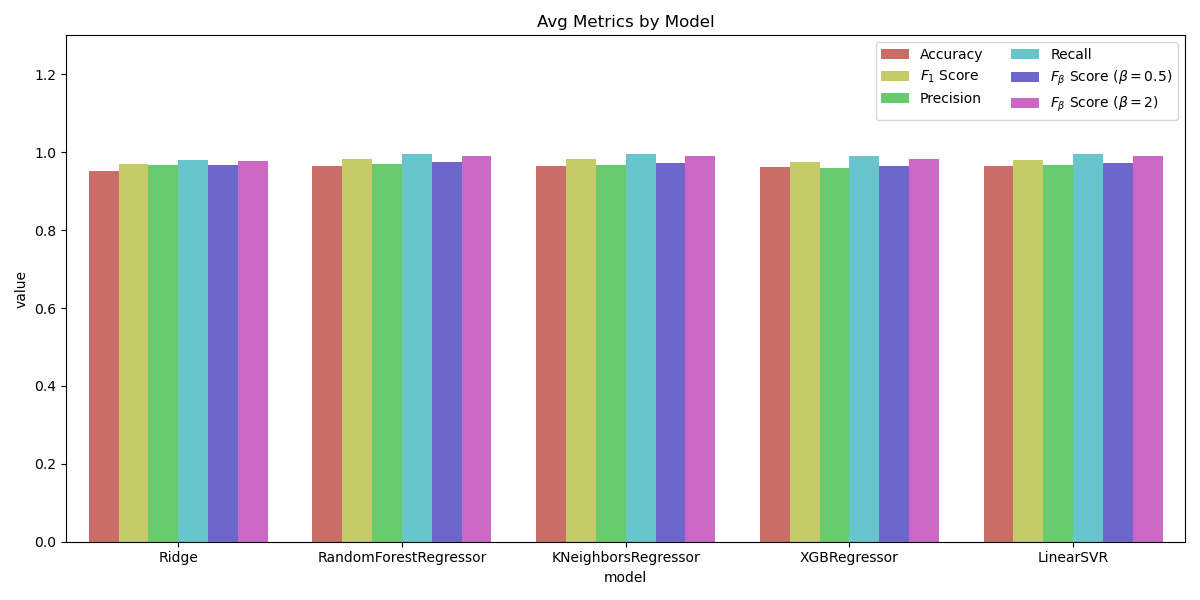 Avg Metrics by Model
Accuracy
F₁ Score
Precision
Recall
Fᵦ Score (β = 0.5)
Fᵦ Score (β = 2)
value
1.2
1.0
0.8
0.6
0.4
0.2
0.0
Ridge
RandomForestRegressor
KNeighborsRegressor
XGBRegressor
LinearSVR
model